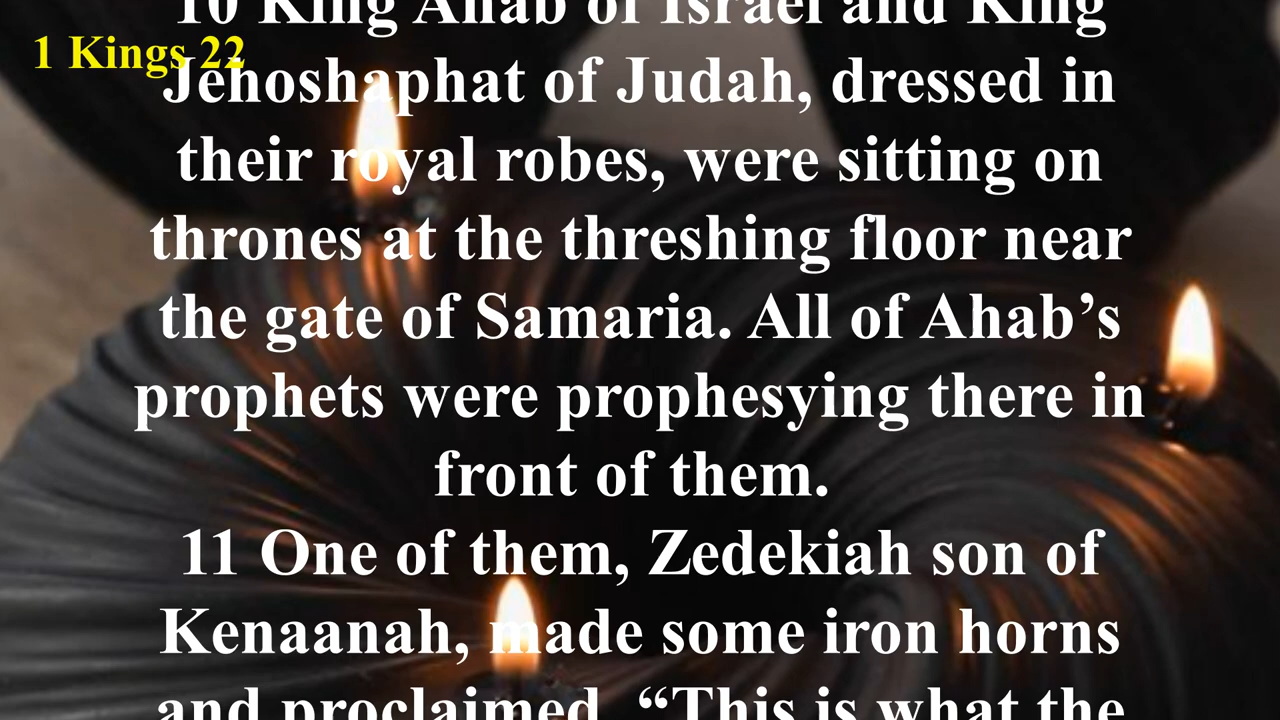 10 King Ahab of Israel and King
1 Kings 22
Jehoshaphat of Judah, dressed in
their royal robes, were sitting on
thrones at the threshing floor near
the gate of Samaria. All of Ahab’s
prophets were prophesying there in
front of them.
11 One of them, Zedekiah son of
Kenaanah, made some iron horns
and proclaimed, “This is what the